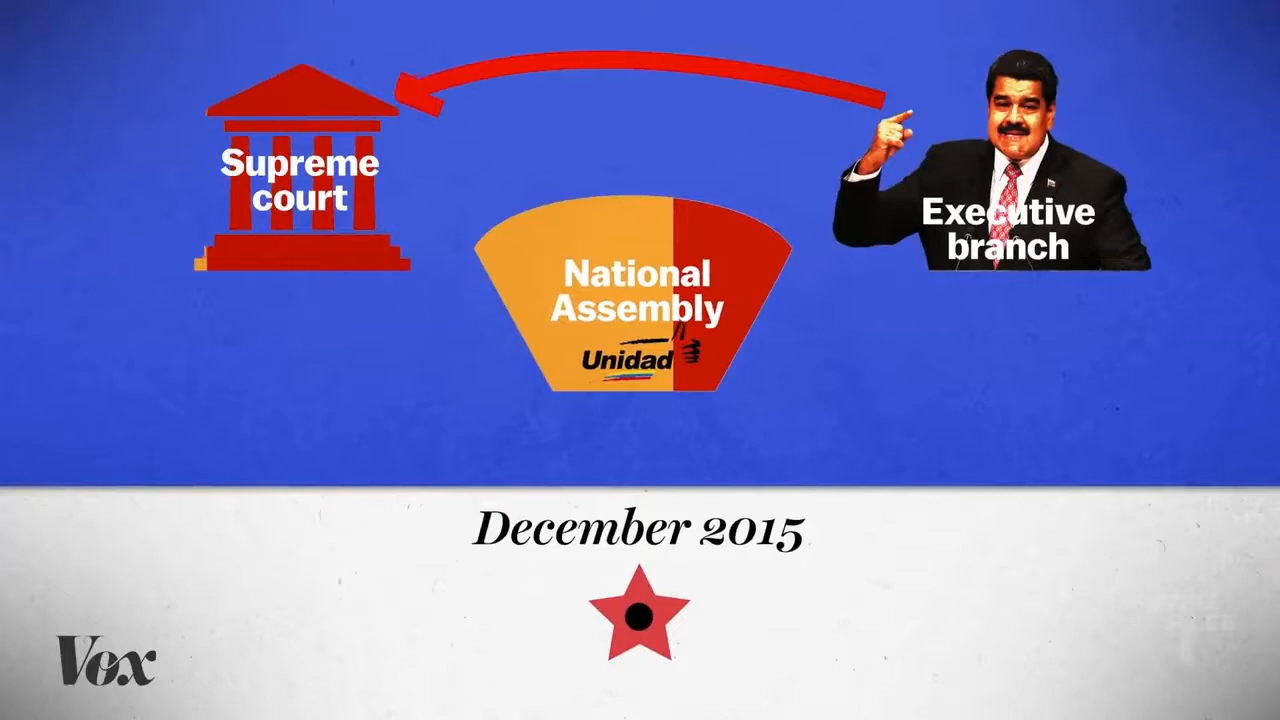 Supreme
court
Executive
branch
National
Assembly
Unidad
December 2015
Vox